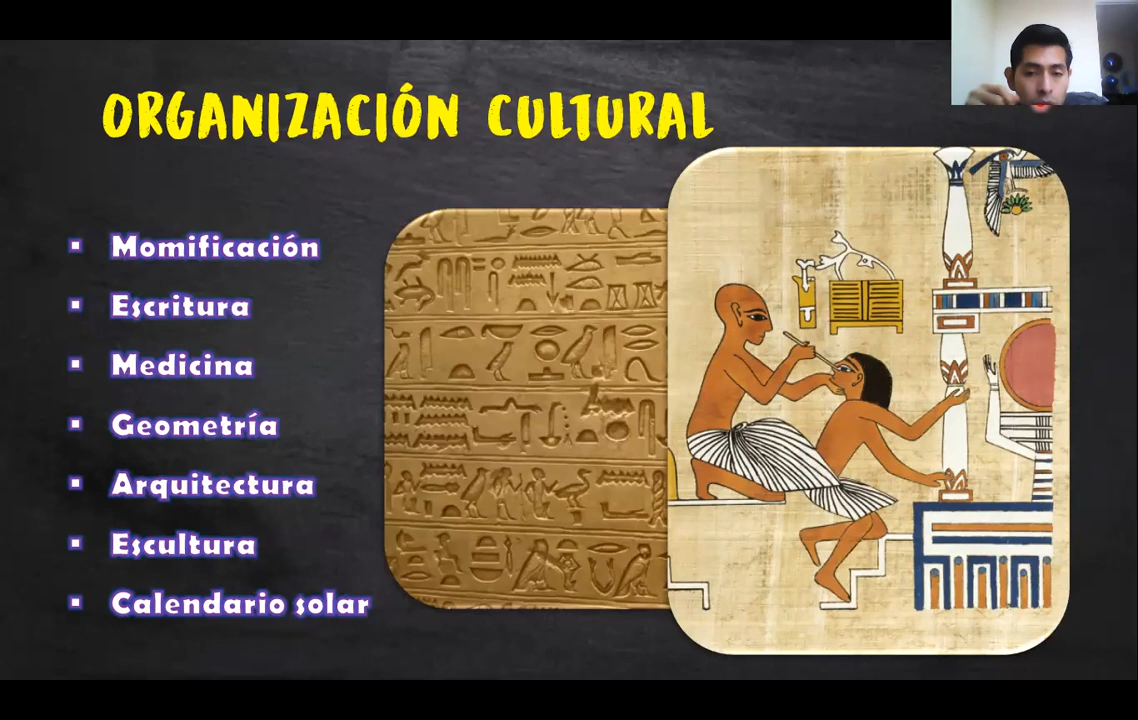 ORGANIZACIÓN CULTURAL
▪ Momificación
▪ Escritura
▪ Medicina
▪ Geometría
▪ Arquitectura
▪ Escultura
▪ Calendario solar